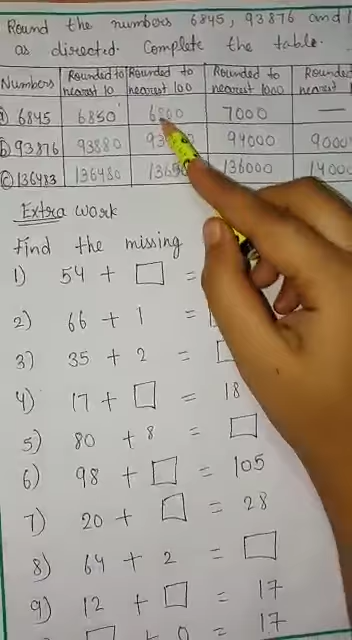 Round the numbers 6845, 93876 and
as directed. Complete the table.
Numbers Rounded to nearest 10 Rounded to nearest 100 Rounded to nearest 1000 Rounded nearest
a) 6845 6850 6800 7000 —
b) 93876 93880 94000
c) 136483 136480 136000
Extra Work
Find the missing
1) 54 + □ =
2) 66 + 1 =
3) 35 + 2 =
4) 17 + □ = 18
5) 80 + 8 = □
6) 98 + □ = 105
7) 20 + □ = 28
8) 64 + 2 = □
9) 12 + □ = 17
□ + 0 = 17